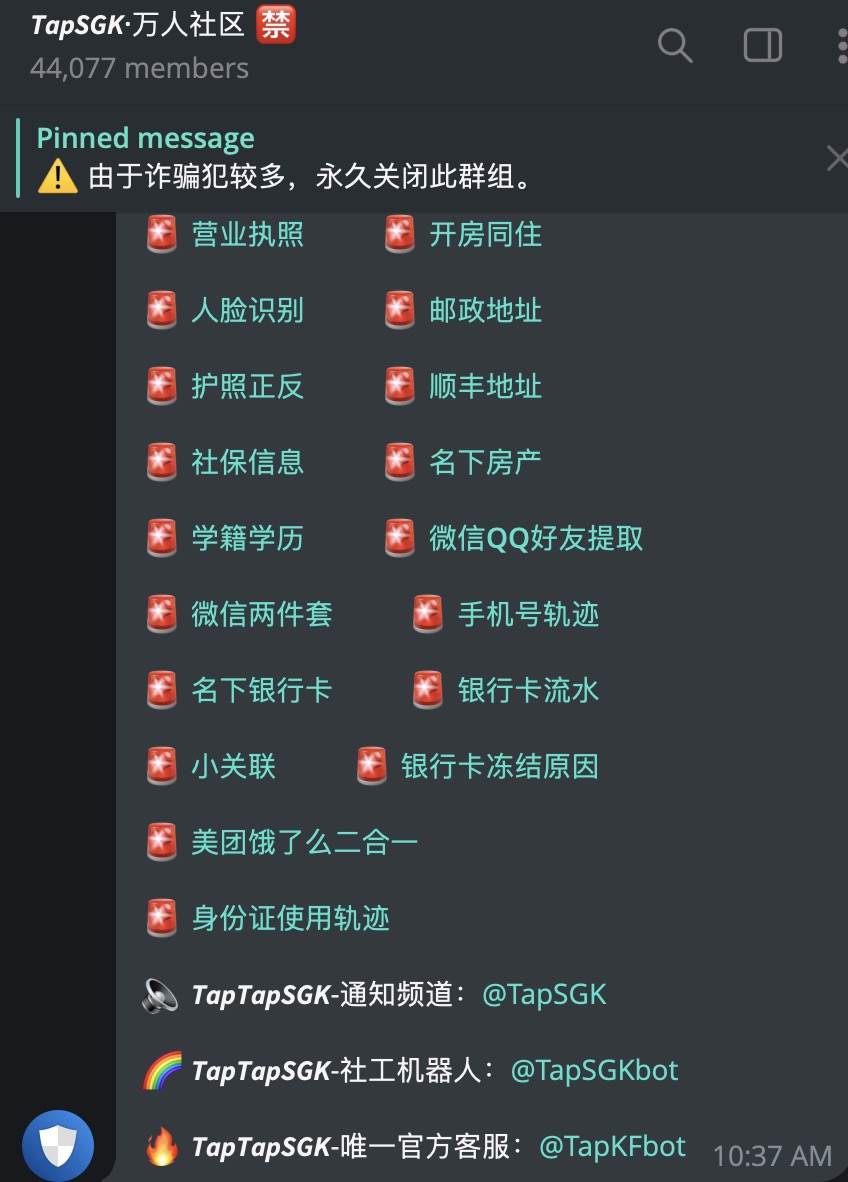 TapSGK·万人社区 禁
44,077 members
Pinned message
⚠️ 由于诈骗犯较多，永久关闭此群组。
🚨 营业执照 🚨 开房同住
🚨 人脸识别 🚨 邮政地址
🚨 护照正反 🚨 顺丰地址
🚨 社保信息 🚨 名下房产
🚨 学籍学历 🚨 微信QQ好友提取
🚨 微信两件套 🚨 手机号轨迹
🚨 名下银行卡 🚨 银行卡流水
🚨 小关联 🚨 银行卡冻结原因
🚨 美团饿了么二合一
🚨 身份证使用轨迹
🔈 TapTapSGK-通知频道：@TapSGK
🌈 TapTapSGK-社工机器人：@TapSGKbot
🔥 TapTapSGK-唯一官方客服：@TapKFbot
10:37 AM